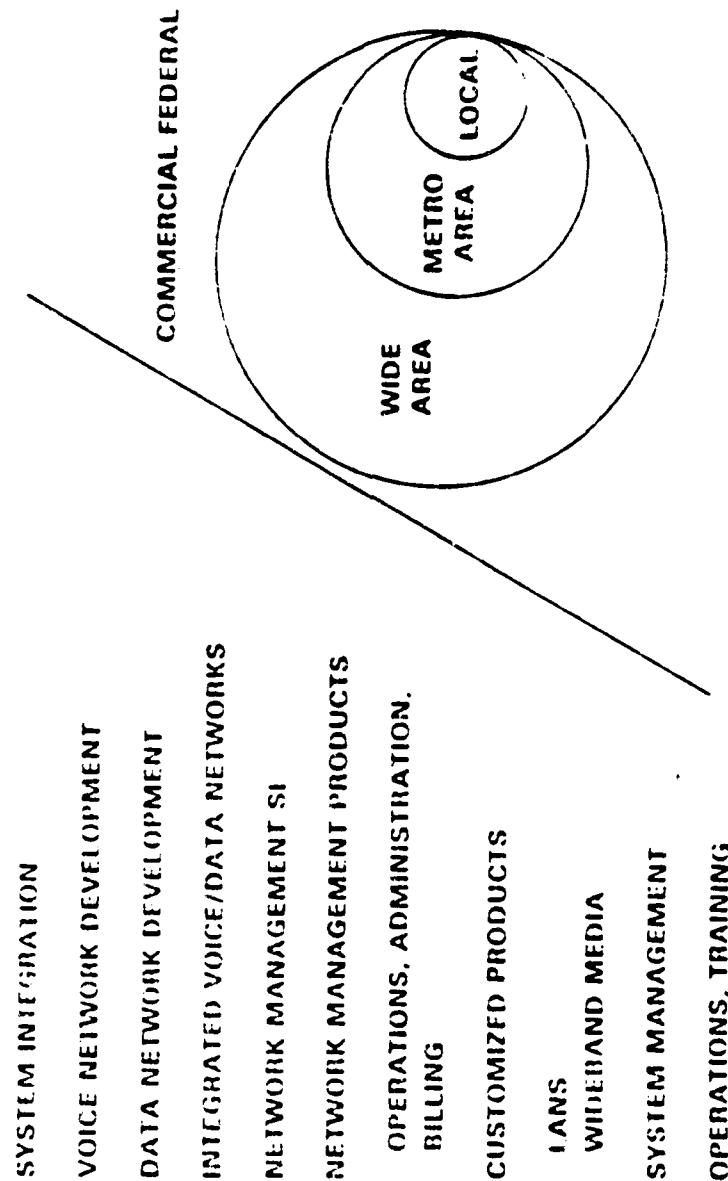 SYSTEM INTEGRATION
VOICE NETWORK DEVELOPMENT
DATA NETWORK DEVELOPMENT
INTEGRATED VOICE/DATA NETWORKS
NETWORK MANAGEMENT SI
NETWORK MANAGEMENT PRODUCTS
OPERATIONS, ADMINISTRATION.
BILLING
CUSTOMIZED PRODUCTS
LANS
WIDEBAND MEDIA
SYSTEM MANAGEMENT
OPERATIONS, TRAINING
COMMERCIAL FEDERAL
WIDE
AREA
METRO
AREA
LOCAL